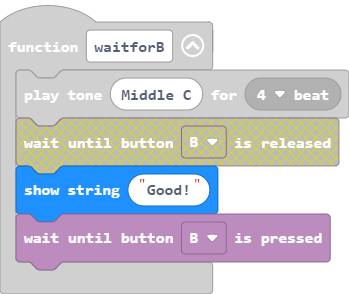 function waitforB
play tone Middle C for 4 beat
wait until button B is released
show string "Good!"
wait until button B is pressed